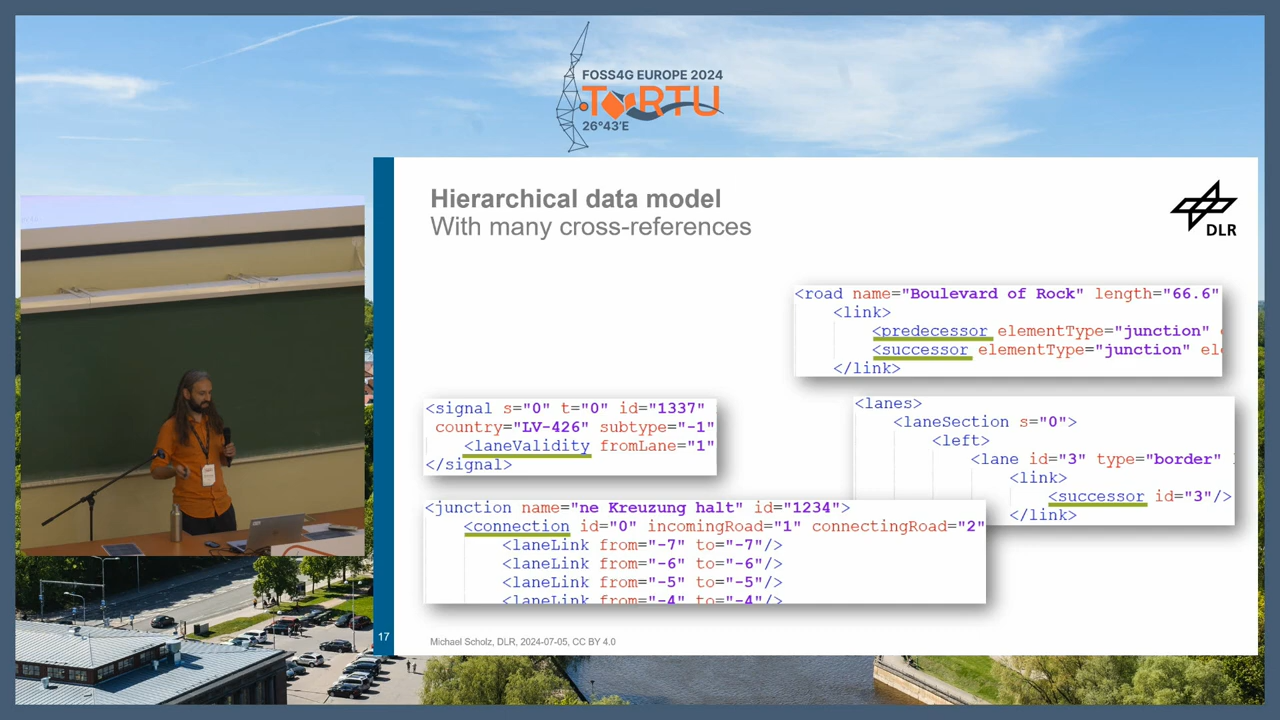 FOSS4G EUROPE 2024
TARTU
26°43'E
Hierarchical data model
With many cross-references
DLR
<road name="Boulevard of Rock" length="66.6"
<link>
<predecessor elementType="junction"
<successor elementType="junction" ele
</link>
<signal s="0" t="0" id="1337"
country="LV-426" subtype="-1"
<laneValidity fromLane="1"
</signal>
<lanes>
<laneSection s="0">
<left>
<lane id="3" type="border"
<link>
<successor id="3"/>
</link>
<junction name="ne Kreuzung halt" id="1234">
<connection id="0" incomingRoad="1" connectingRoad="2"
<laneLink from="-7" to="-7"/>
<laneLink from="-6" to="-6"/>
<laneLink from="-5" to="-5"/>
<laneLink from="-4" to="-4"/>
17
Michael Scholz, DLR, 2024-07-05, CC BY 4.0